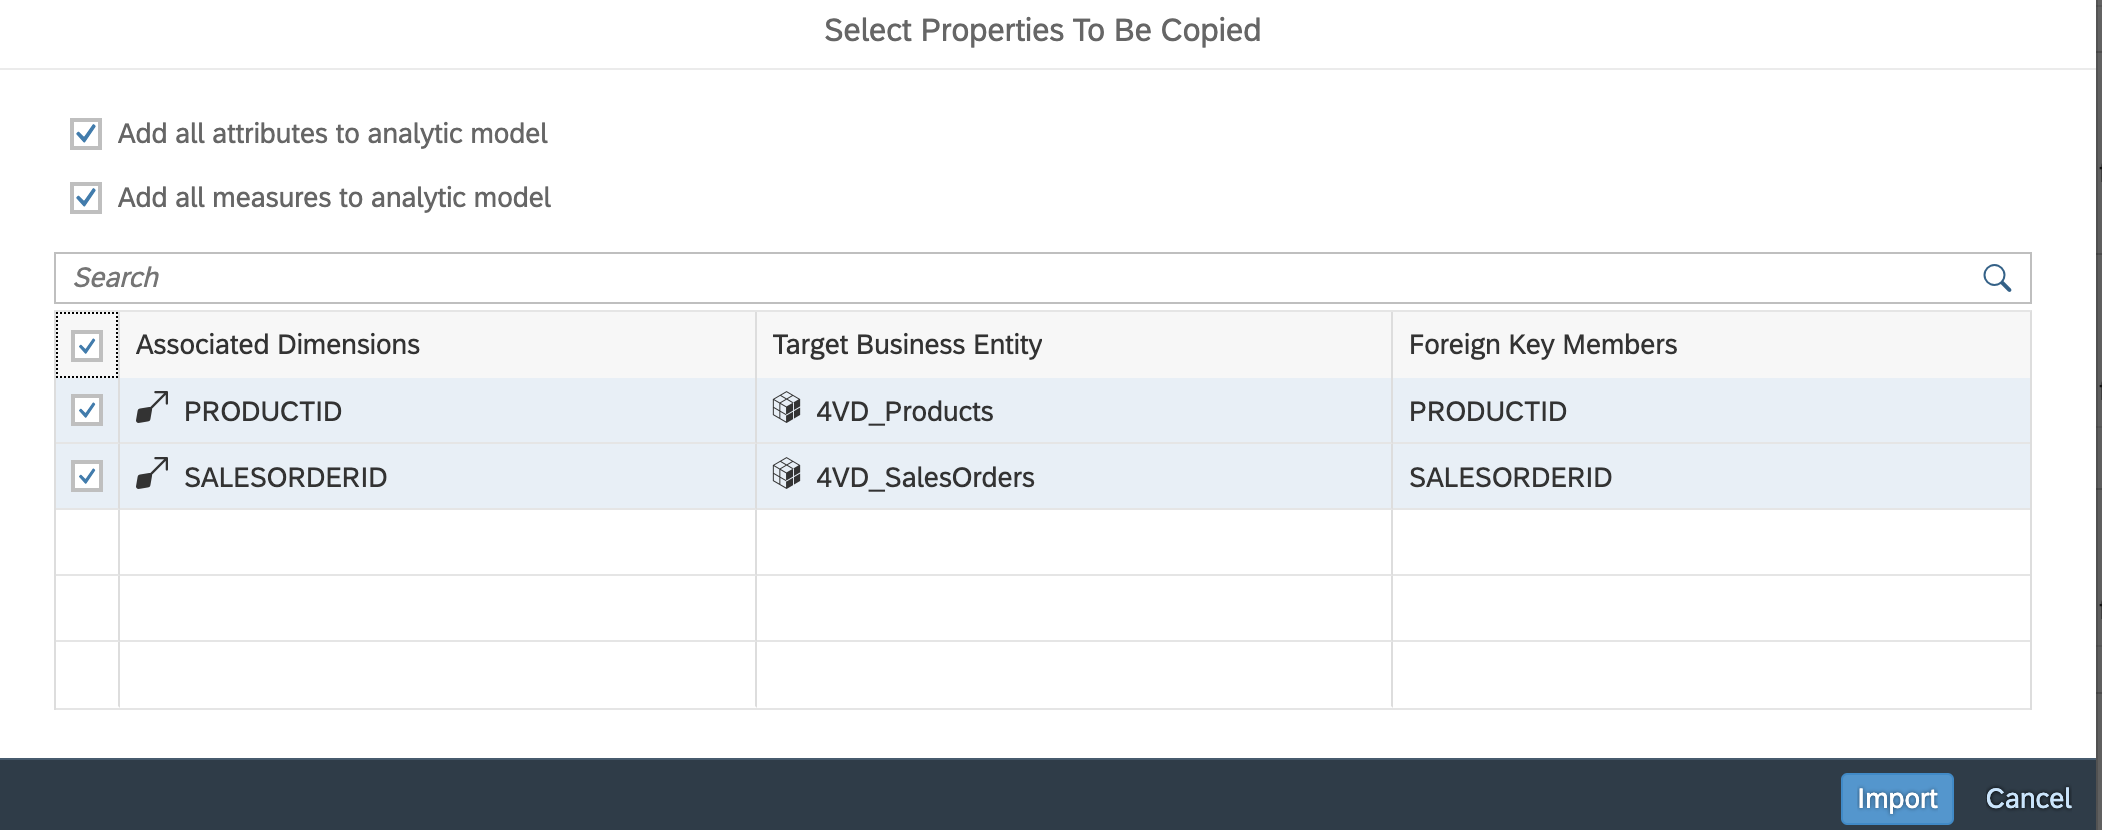 Select Properties To Be Copied
Add all attributes to analytic model
Add all measures to analytic model
Search
Associated Dimensions Target Business Entity Foreign Key Members
PRODUCTID 4VD_Products PRODUCTID
SALESORDERID 4VD_SalesOrders SALESORDERID
Import Cancel